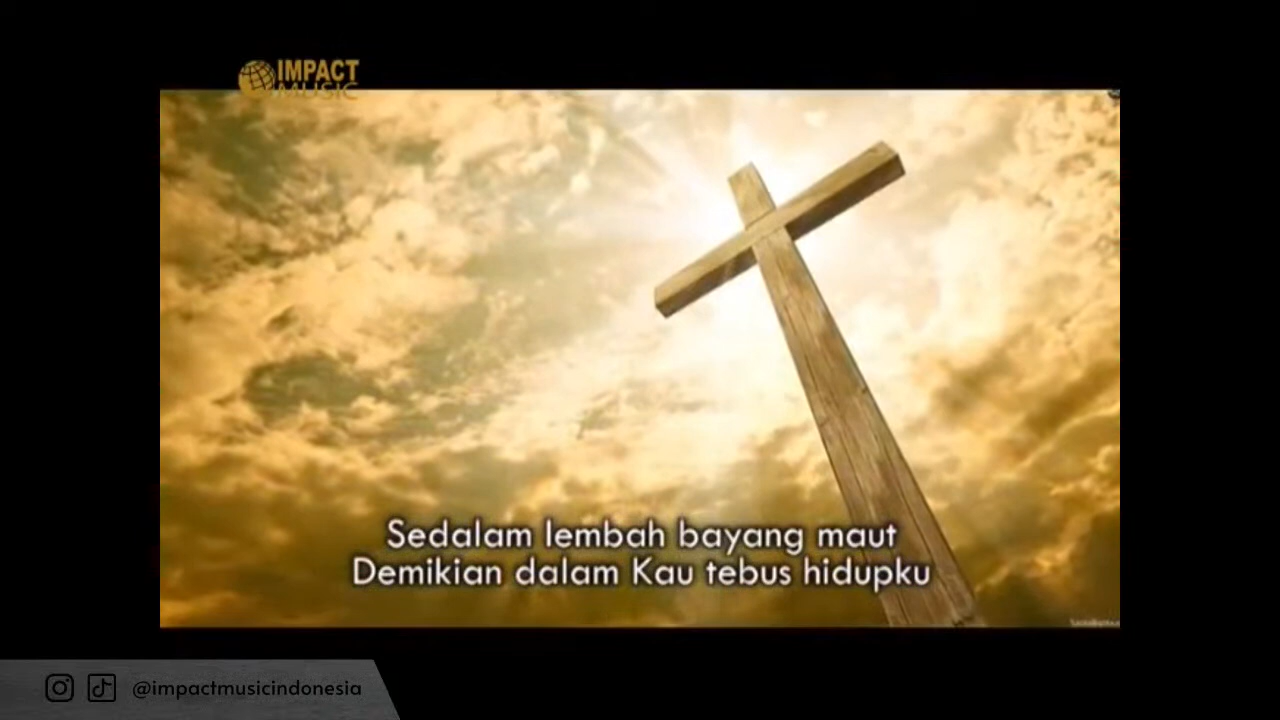 IMPACT
MUSIC
Sedalam lembah bayang maut
Demikian dalam Kau tebus hidupku
@impactmusicindonesia